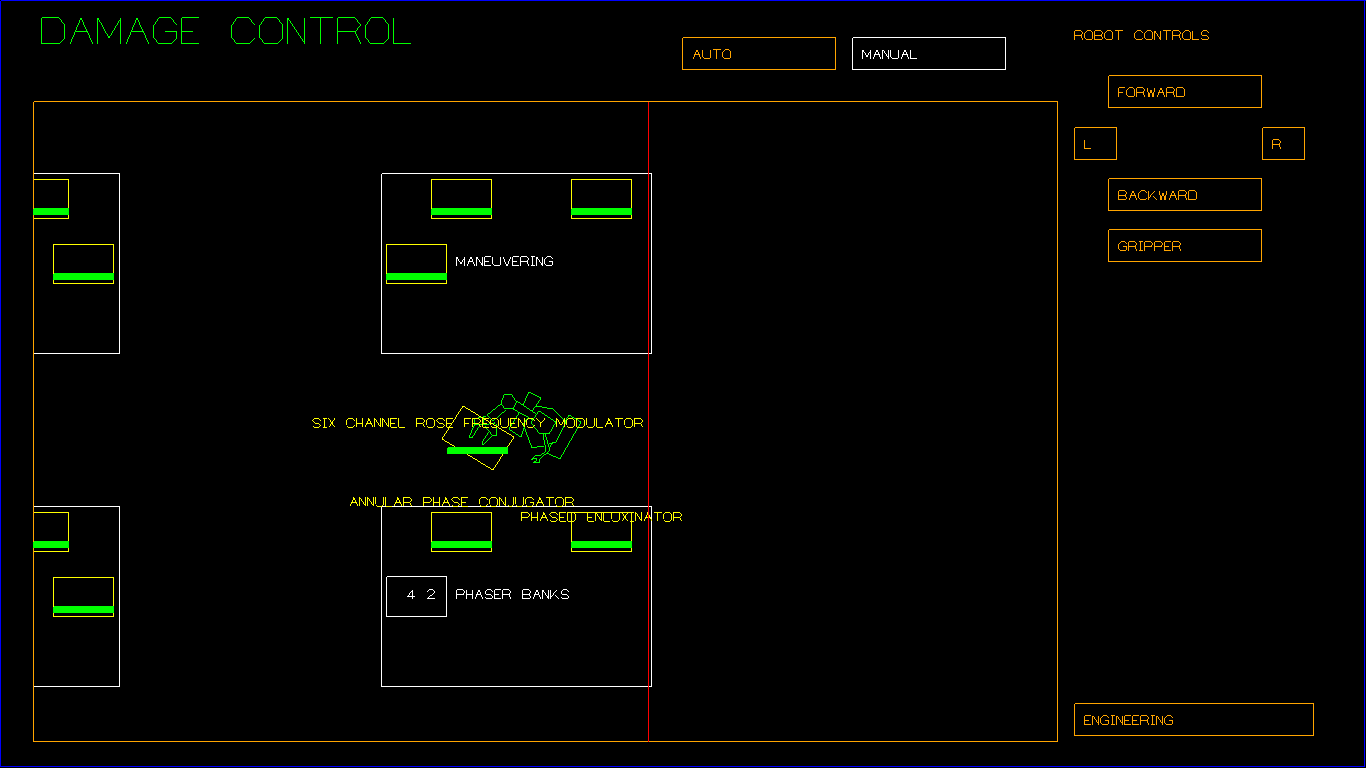 DAMAGE CONTROL
AUTO
MANUAL
ROBOT CONTROLS
FORWARD
L
R
BACKWARD
GRIPPER
MANEUVERING
SIX CHANNEL ROSE FREQUENCY MODULATOR
ANNULAR PHASE CONJUGATOR
PHASED ENLUXINATOR
4 2
PHASER BANKS
ENGINEERING